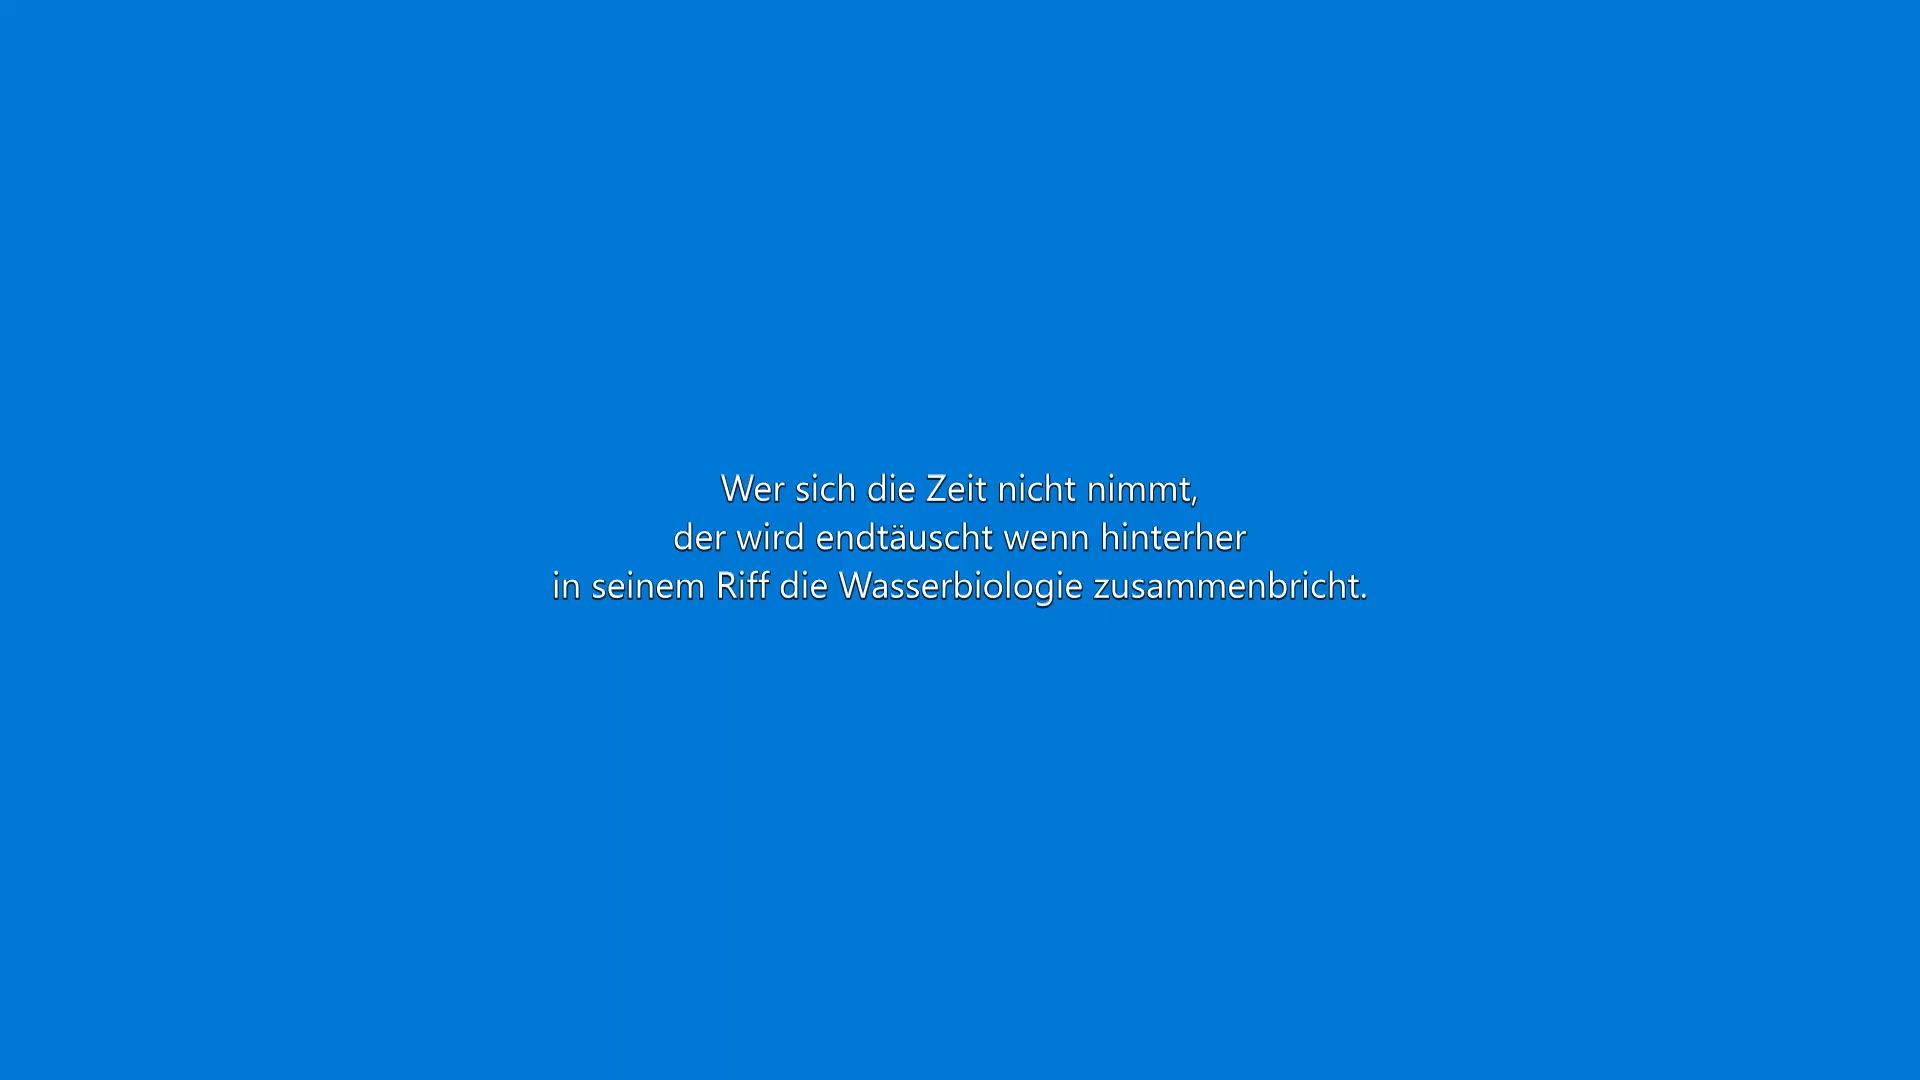 Wer sich die Zeit nicht nimmt,
der wird endtäuscht wenn hinterher
in seinem Riff die Wasserbiologie zusammenbricht.